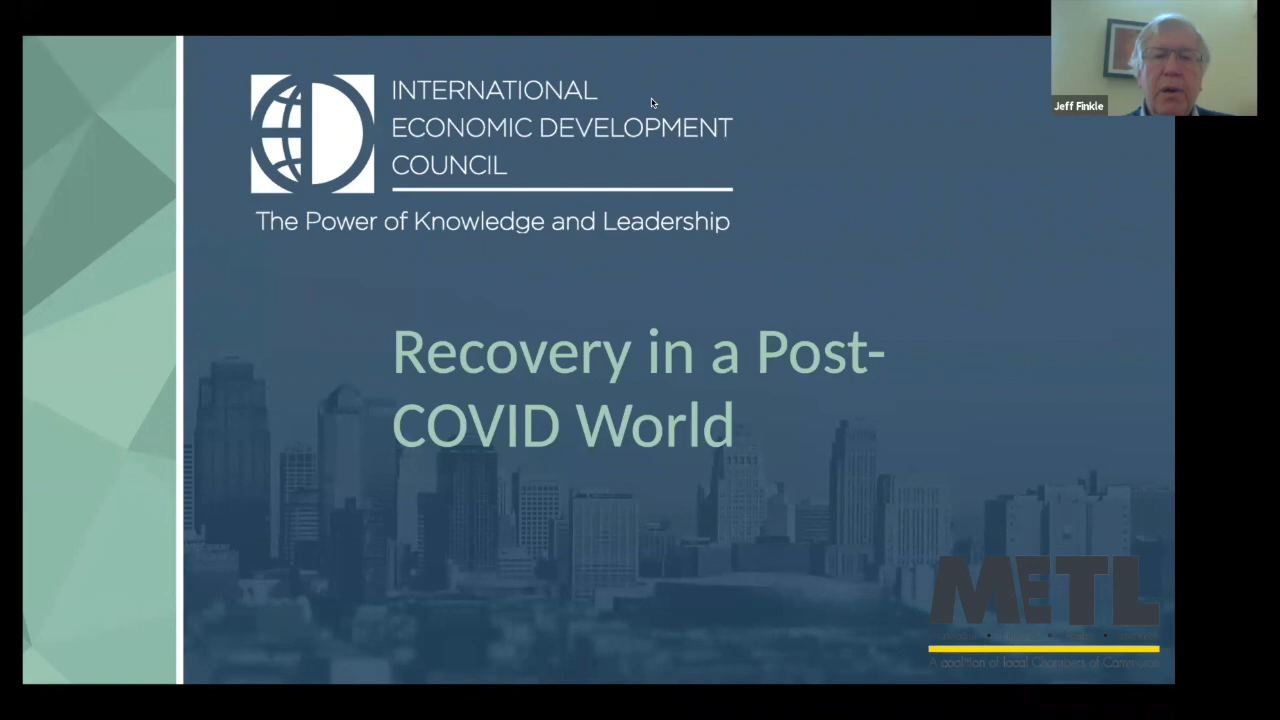 INTERNATIONAL
ECONOMIC DEVELOPMENT
COUNCIL
The Power of Knowledge and Leadership
Jeff Finkle
Recovery in a Post-
COVID World
METL
A coalition of local Chambers of Commerce